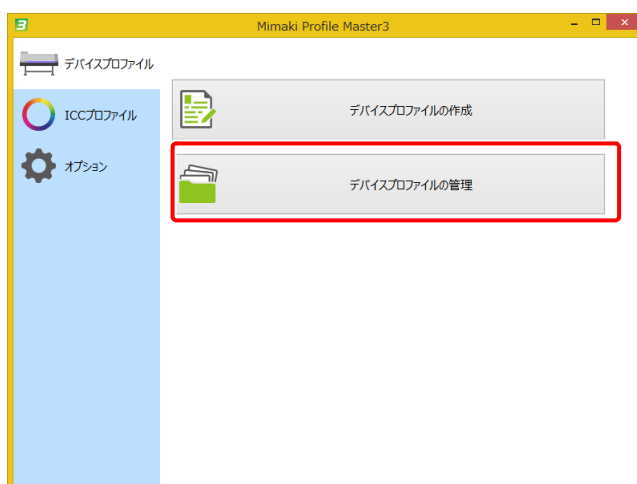 Mimaki Profile Master3
デバイスプロファイル
ICCプロファイル
オプション
デバイスプロファイルの作成
デバイスプロファイルの管理